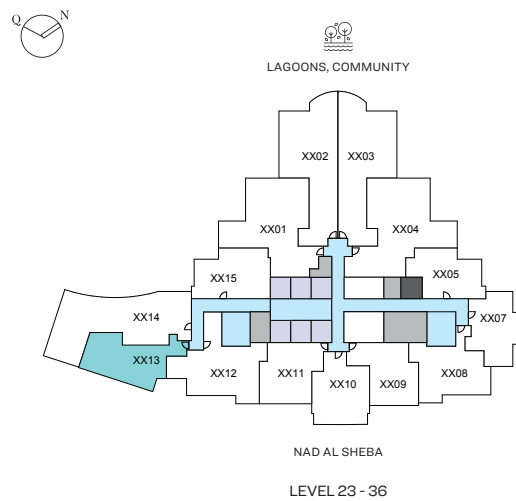 Q N
LAGOONS, COMMUNITY
XX02 XX03
XX01 XX04
XX15 XX05
XX14 XX07
XX13
XX12 XX11 XX10 XX09 XX08
NAD AL SHEBA
LEVEL 23 - 36